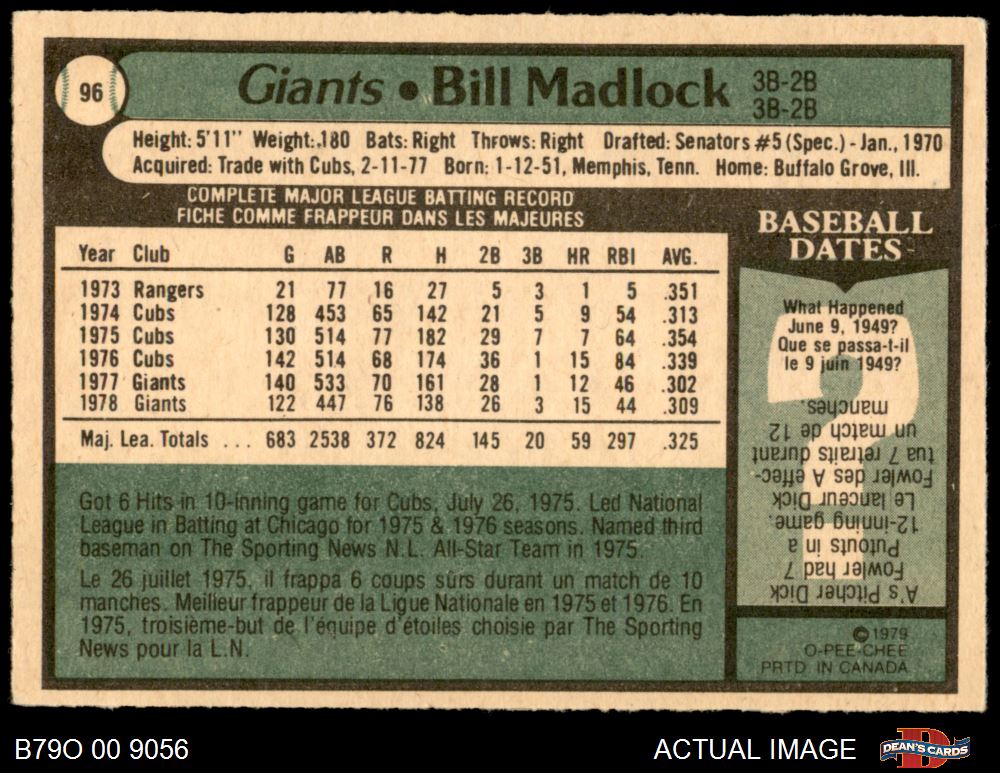 96
Giants • Bill Madlock 3B-2B
3B-2B
Height: 5'11" Weight: 180 Bats: Right Throws: Right Drafted: Senators #5 (Spec.) - Jan., 1970
Acquired: Trade with Cubs, 2-11-77 Born: 1-12-51, Memphis, Tenn. Home: Buffalo Grove, Ill.
COMPLETE MAJOR LEAGUE BATTING RECORD
FICHE COMME FRAPPEUR DANS LES MAJEURES
Year Club G AB R H 2B 3B HR RBI AVG.
1973 Rangers 21 77 16 27 5 3 1 5 .351
1974 Cubs 128 453 65 142 21 5 9 54 .313
1975 Cubs 130 514 77 182 29 7 7 64 .354
1976 Cubs 142 514 68 174 36 1 15 84 .339
1977 Giants 140 533 70 161 28 1 12 46 .302
1978 Giants 122 447 76 138 26 3 15 44 .309
Maj. Lea. Totals ... 683 2538 372 824 145 20 59 297 .325
Got 6 Hits in 10-inning game for Cubs, July 26, 1975. Led National
League in Batting at Chicago for 1975 & 1976 seasons. Named third
baseman on The Sporting News N.L. All-Star Team in 1975.
Le 26 juillet 1975, il frappa 6 coups sûrs durant un match de 10
manches. Meilleur frappeur de la Ligue Nationale en 1975 et 1976. En
1975, troisième-but de l'équipe d'étoiles choisie par The Sporting
News pour la L.N.
BASEBALL
DATES
What Happened
June 9, 1949?
Que se passa-t-il
le 9 juin 1949?
A's Pitcher Dick
Fowler had 7
Putouts in a
12-inning game.
Le lanceur Dick
Fowler des A effec-
tua 7 retraits durant
un match de 12
manches.
©1979
O-PEE-CHEE
PRTD IN CANADA
B79O 00 9056
ACTUAL IMAGE
DEAN'S CARDS